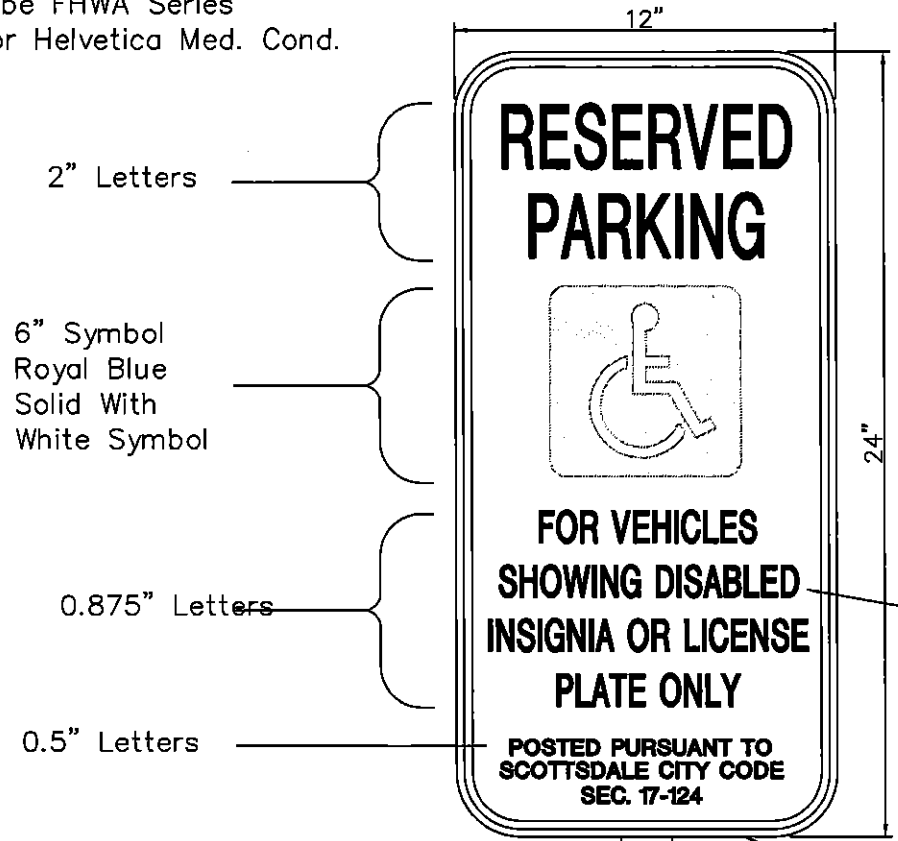 be FHWA Series
or Helvetica Med. Cond.
12"
2" Letters
RESERVED
PARKING
6" Symbol
Royal Blue
Solid With
White Symbol
24"
0.875" Letters
FOR VEHICLES
SHOWING DISABLED
INSIGNIA OR LICENSE
PLATE ONLY
0.5" Letters
POSTED PURSUANT TO
SCOTTSDALE CITY CODE
SEC. 17-124